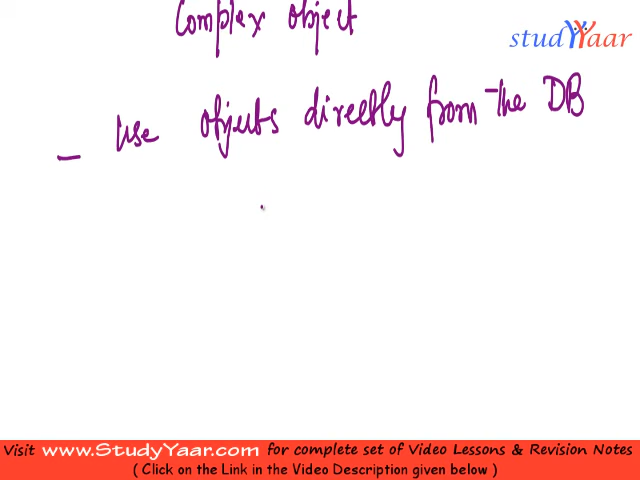 Complex object
studYYaar
- Use objects directly from the DB
Visit www.StudyYaar.com for complete set of Video Lessons & Revision Notes
( Click on the Link in the Video Description given below )